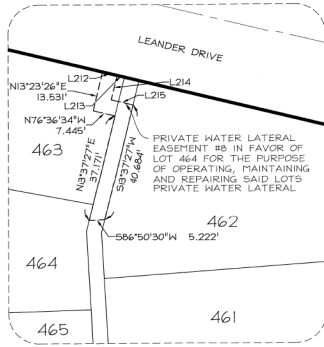 LEANDER DRIVE
L212
L214
N13°23'26"E
13.531'
L213
L215
N76°36'34"W
7.445'
463
N13°37'27"E
37.171'
S13°37'27"W
40.684'
PRIVATE WATER LATERAL
EASEMENT #8 IN FAVOR OF
LOT 464 FOR THE PURPOSE
OF OPERATING, MAINTAINING
AND REPAIRING SAID LOTS
PRIVATE WATER LATERAL
462
S86°50'30"W 5.222'
464
461
465